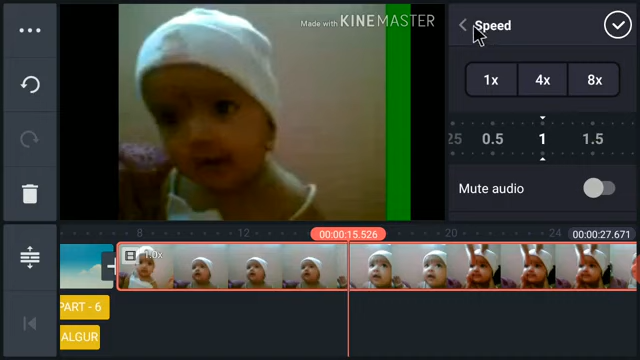 Made with KINEMASTER
Speed
1x 4x 8x
25 0.5 1 1.5
Mute audio
8 12 00:00:15.526 20 24 00:00:27.671
1.0x
PART - 6
ALGUR